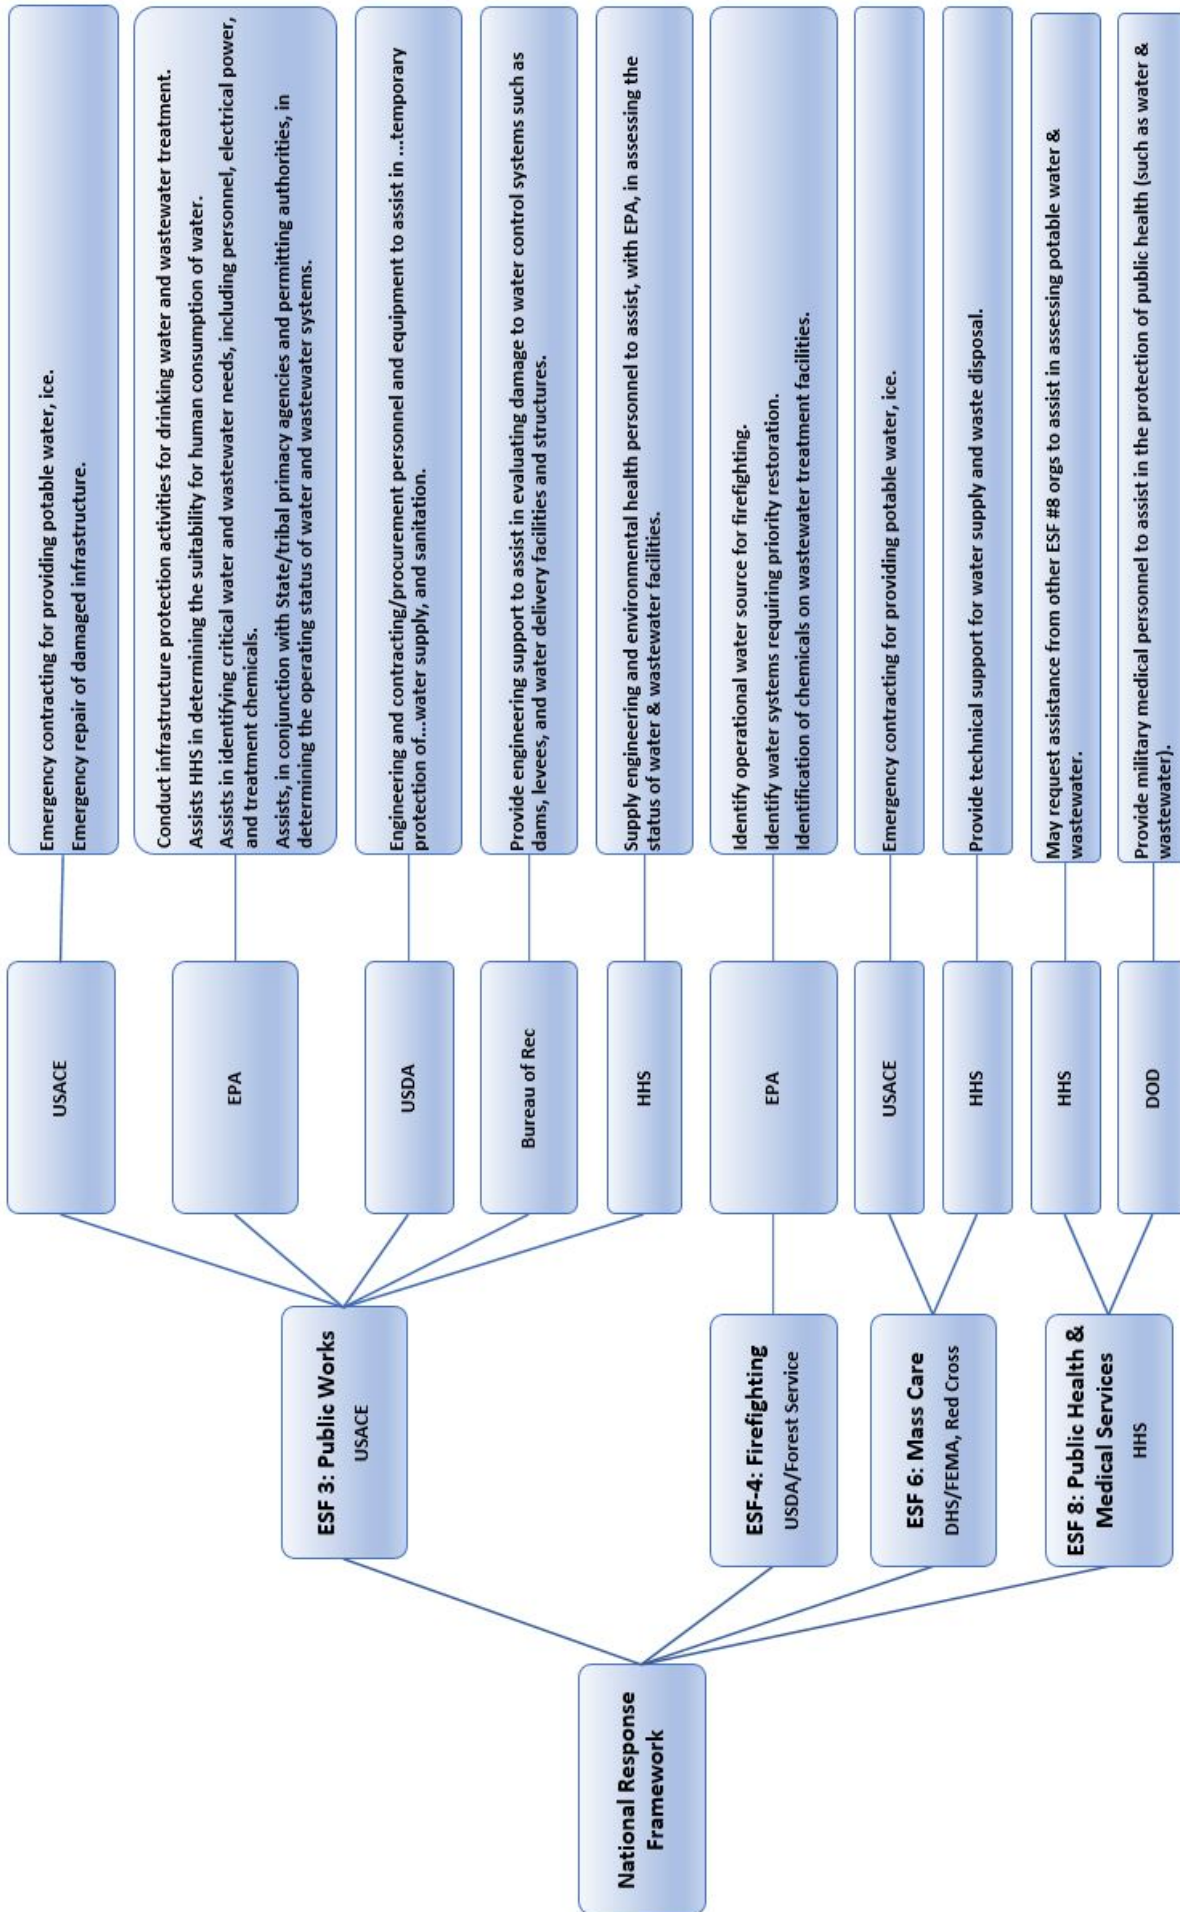 National Response
Framework
ESF 3: Public Works
USACE
USACE
Emergency contracting for providing potable water, ice.
Emergency repair of damaged infrastructure.
EPA
Conduct infrastructure protection activities for drinking water and wastewater treatment.
Assists HHS in determining the suitability for human consumption of water.
Assists in identifying critical water and wastewater needs, including personnel, electrical power,
and treatment chemicals.
Assists, in conjunction with State/tribal primacy agencies and permitting authorities, in
determining the operating status of water and wastewater systems.
USDA
Engineering and contracting/procurement personnel and equipment to assist in ...temporary
protection of...water supply, and sanitation.
Bureau of Rec
Provide engineering support to assist in evaluating damage to water control systems such as
dams, levees, and water delivery facilities and structures.
HHS
Supply engineering and environmental health personnel to assist, with EPA, in assessing the
status of water & wastewater facilities.
ESF-4: Firefighting
USDA/Forest Service
EPA
Identify operational water source for firefighting.
Identify water systems requiring priority restoration.
Identification of chemicals on wastewater treatment facilities.
ESF 6: Mass Care
DHS/FEMA, Red Cross
USACE
Emergency contracting for providing potable water, ice.
HHS
Provide technical support for water supply and waste disposal.
ESF 8: Public Health &
Medical Services
HHS
HHS
May request assistance from other ESF #8 orgs to assist in assessing potable water &
wastewater.
DOD
Provide military medical personnel to assist in the protection of public health (such as water &
wastewater).